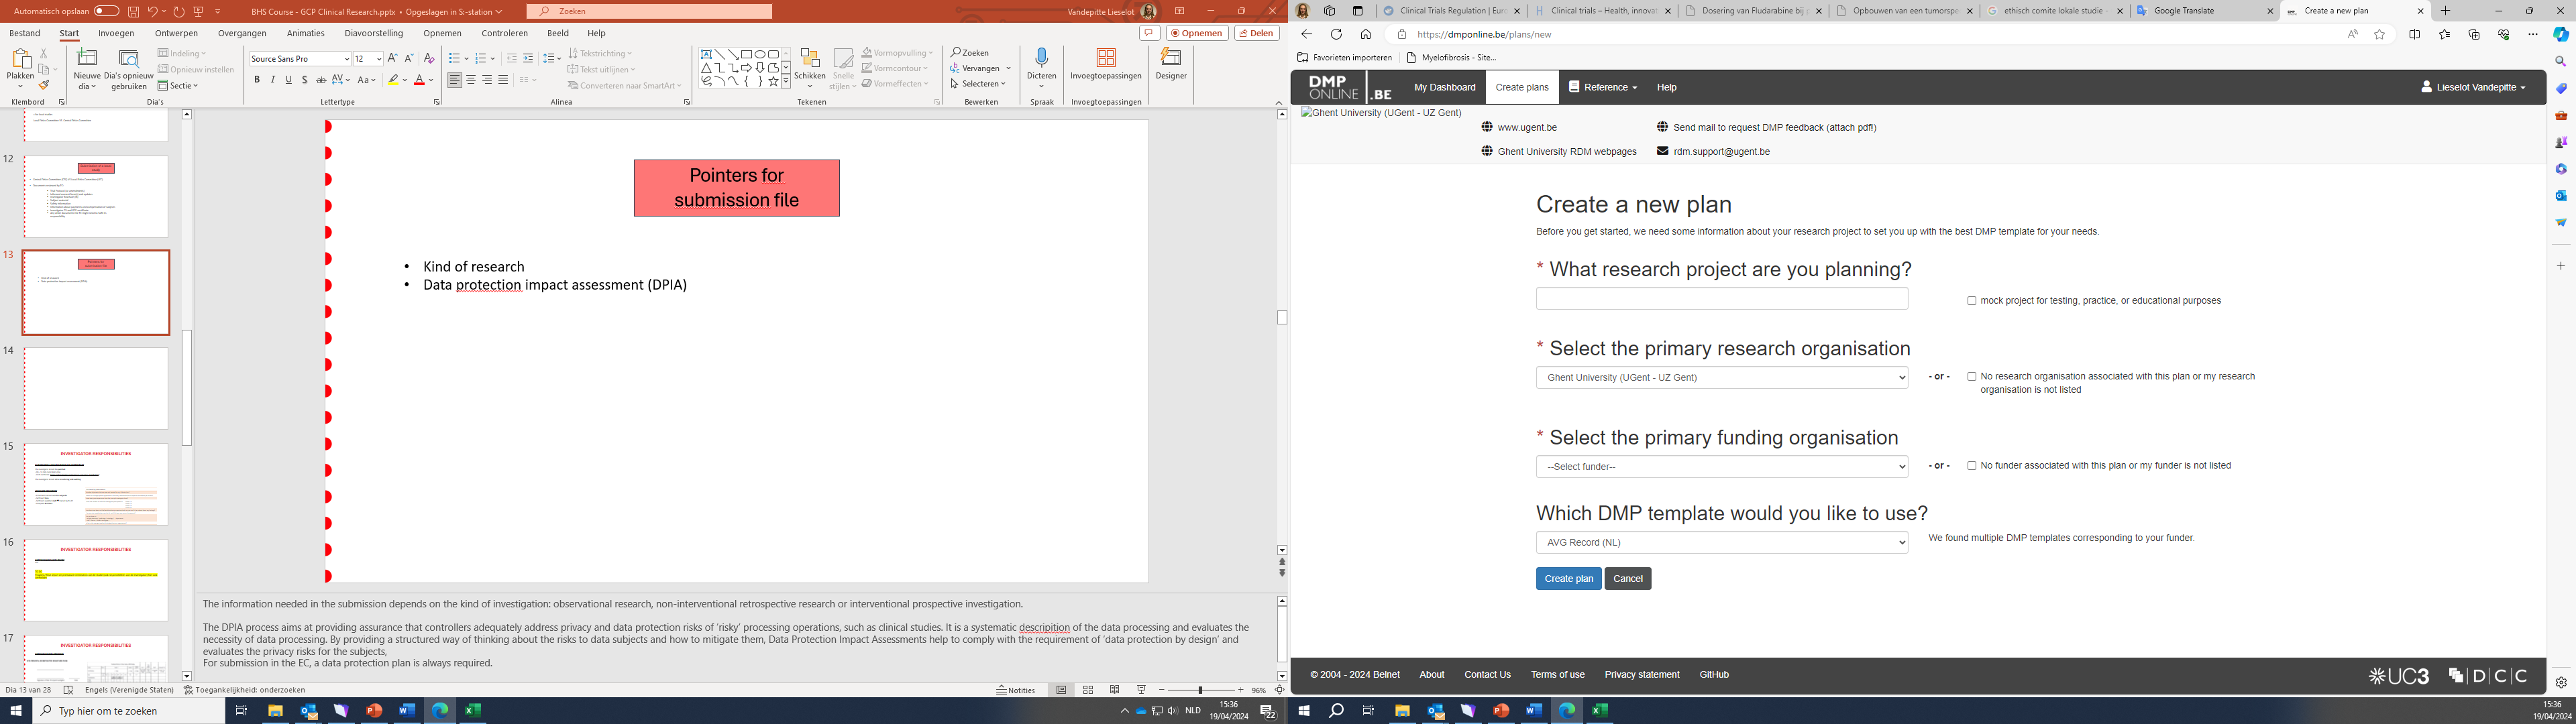 Automatisch opslaan
BHS Course - GCP Clinical Research.pptx • Opgeslagen in S:-station
Zoeken
Vandepitte Lieselot
Bestand Start Invoegen Ontwerpen Overgangen Animaties Diavoorstelling Opnemen Controleren Beeld Help
Opnemen Delen
Plakken
Nieuwe dia
Dia's opnieuw gebruiken
Indeling
Opnieuw instellen
Sectie
Source Sans Pro 12
Tekstrichting
Tekst uitlijnen
Converteren naar SmartArt
Schikken
Snelle stijlen
Vormopvulling
Vormcontour
Vormeffecten
Zoeken
Vervangen
Selecteren
Dicteren
Invoegtoepassingen
Designer
Klembord Dia's Lettertype Alinea Tekenen Bewerken Spraak Invoegtoepassingen
12
13
14
15
INVESTIGATOR RESPONSIBILITIES
16
INVESTIGATOR RESPONSIBILITIES
17
INVESTIGATOR RESPONSIBILITIES
Pointers for
submission file
• Kind of research
• Data protection impact assessment (DPIA)
The information needed in the submission depends on the kind of investigation: observational research, non-interventional retrospective research or interventional prospective investigation.
The DPIA process aims at providing assurance that controllers adequately address privacy and data protection risks of 'risky' processing operations, such as clinical studies. It is a systematic descripition of the data processing and evaluates the
necessity of data processing. By providing a structured way of thinking about the risks to data subjects and how to mitigate them, Data Protection Impact Assessments help to comply with the requirement of 'data protection by design' and
evaluates the privacy risks for the subjects,
For submission in the EC, a data protection plan is always required.
Dia 13 van 28 Engels (Verenigde Staten) Toegankelijkheid: onderzoeken Notities 96%
Typ hier om te zoeken
NLD 15:36
19/04/2024
22
Clinical Trials Regulation | Eur
Clinical trials – Health, innovat
Dosering van Fludarabine bij p
Opbouwen van een tumorspe
ethisch comite lokale studie -
Google Translate
Create a new plan
https://dmponline.be/plans/new
Favorieten importeren Myelofibrosis - Site...
DMP
ONLINE .BE
My Dashboard Create plans Reference Help
Lieselot Vandepitte
Ghent University (UGent - UZ Gent)
www.ugent.be Send mail to request DMP feedback (attach pdf!)
Ghent University RDM webpages rdm.support@ugent.be
Create a new plan
Before you get started, we need some information about your research project to set you up with the best DMP template for your needs.
* What research project are you planning?
mock project for testing, practice, or educational purposes
* Select the primary research organisation
Ghent University (UGent - UZ Gent)
- or - No research organisation associated with this plan or my research
organisation is not listed
* Select the primary funding organisation
--Select funder--
- or - No funder associated with this plan or my funder is not listed
Which DMP template would you like to use?
AVG Record (NL)
We found multiple DMP templates corresponding to your funder.
Create plan Cancel
© 2004 - 2024 Belnet About Contact Us Terms of use Privacy statement GitHub
UC3 D|C|C
15:36
19/04/2024